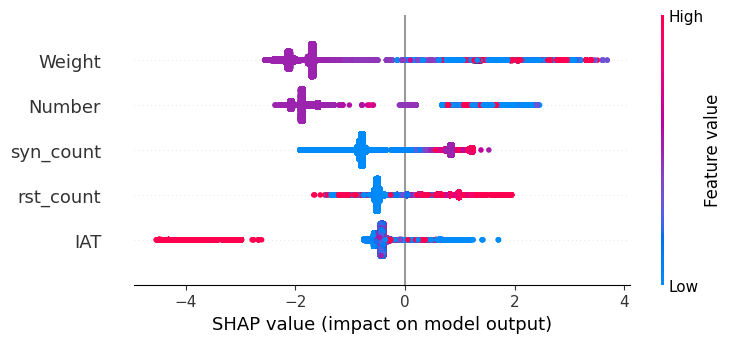 High
Weight
Number
syn_count
rst_count
IAT
Feature value
Low
−4 −2 0 2 4
SHAP value (impact on model output)